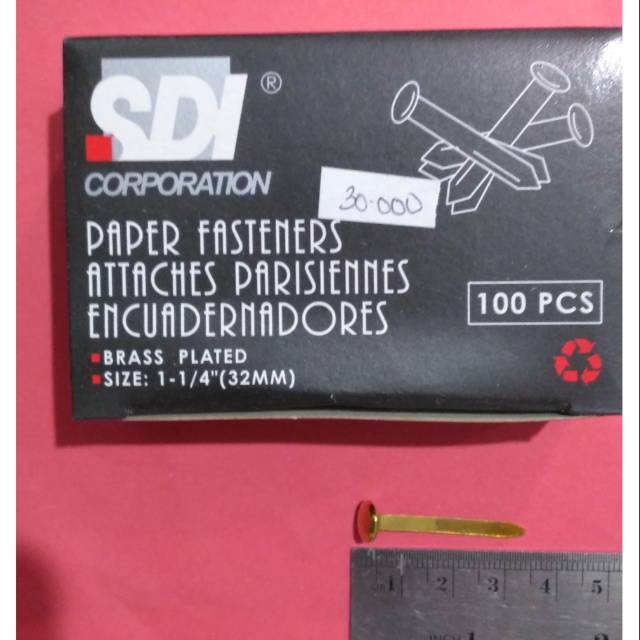 SDI ®
CORPORATION
30.000
PAPER FASTENERS
ATTACHES PARISIENNES
ENCUADERNADORES
100 PCS
BRASS PLATED
SIZE: 1-1/4"(32MM)
1 2 3 4 5
1